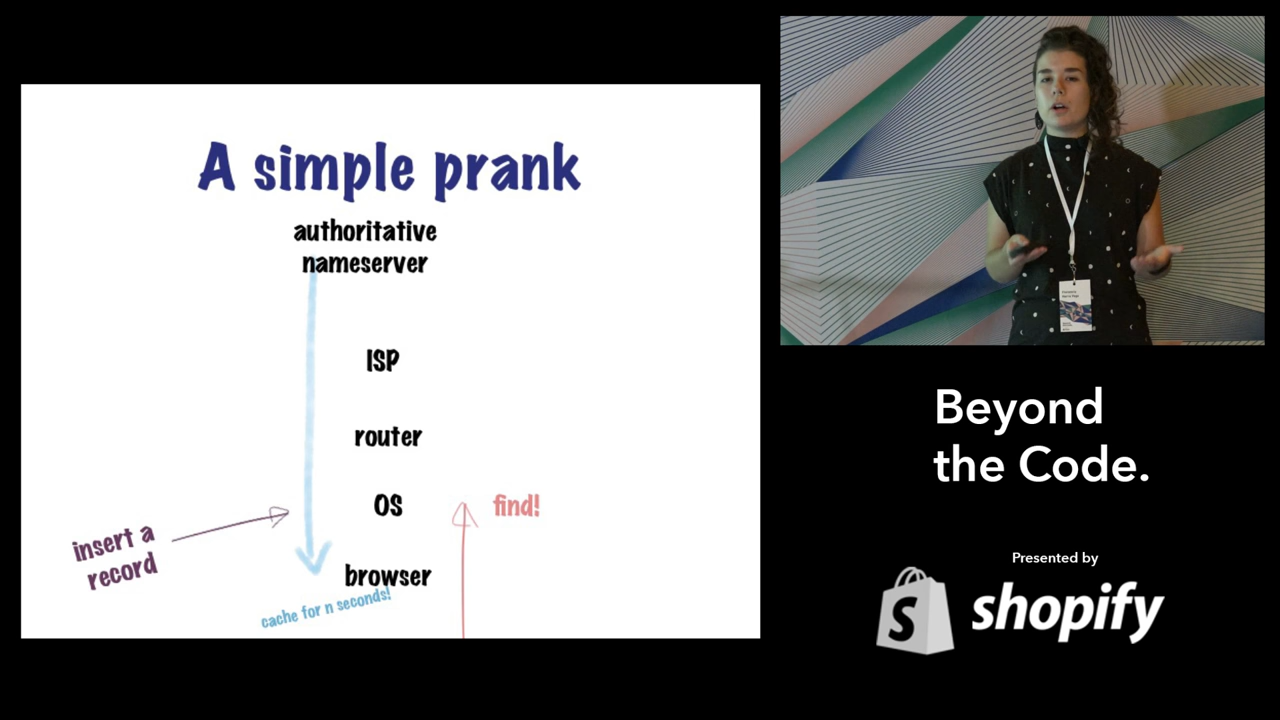 A simple prank
authoritative
nameserver
ISP
router
OS
find!
insert a
record
browser
cache for n seconds!
Beyond
the Code.
Presented by
S
shopify